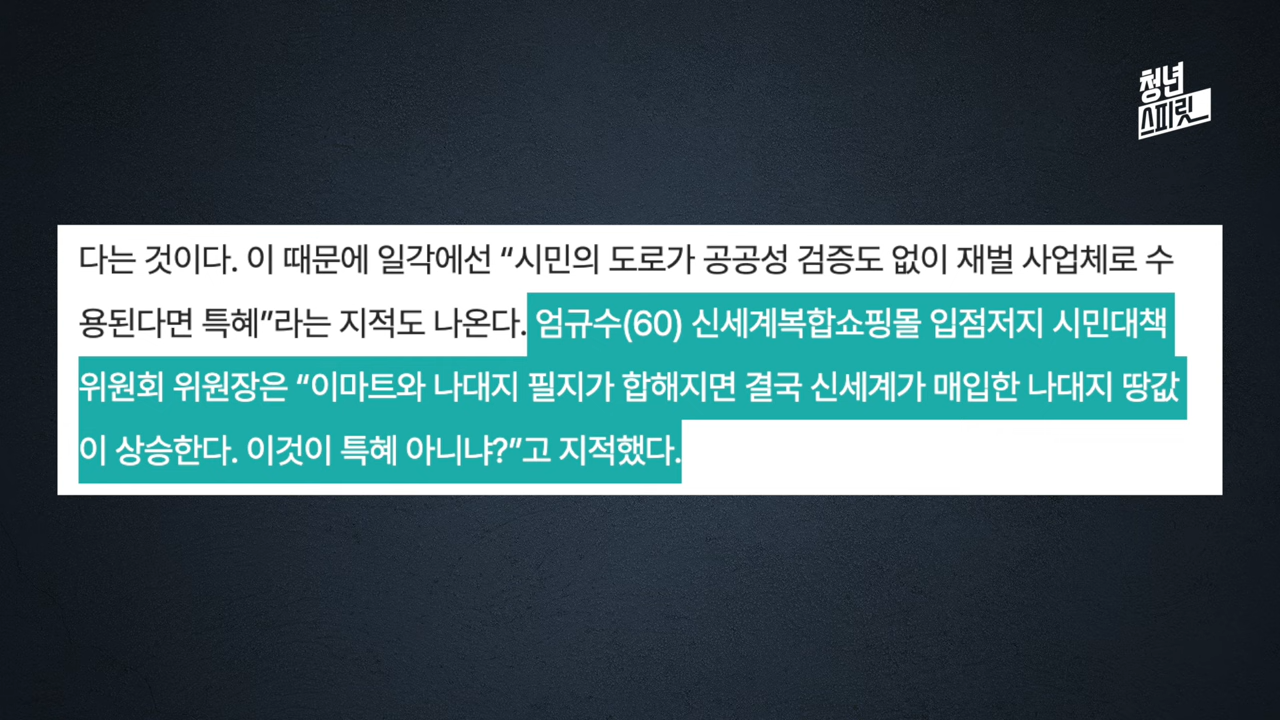 청년
스피릿
다는 것이다. 이 때문에 일각에선 “시민의 도로가 공공성 검증도 없이 재벌 사업체로 수
용된다면 특혜”라는 지적도 나온다. 엄규수(60) 신세계복합쇼핑몰 입점저지 시민대책
위원회 위원장은 “이마트와 나대지 필지가 합해지면 결국 신세계가 매입한 나대지 땅값
이 상승한다. 이것이 특혜 아니냐?”고 지적했다.